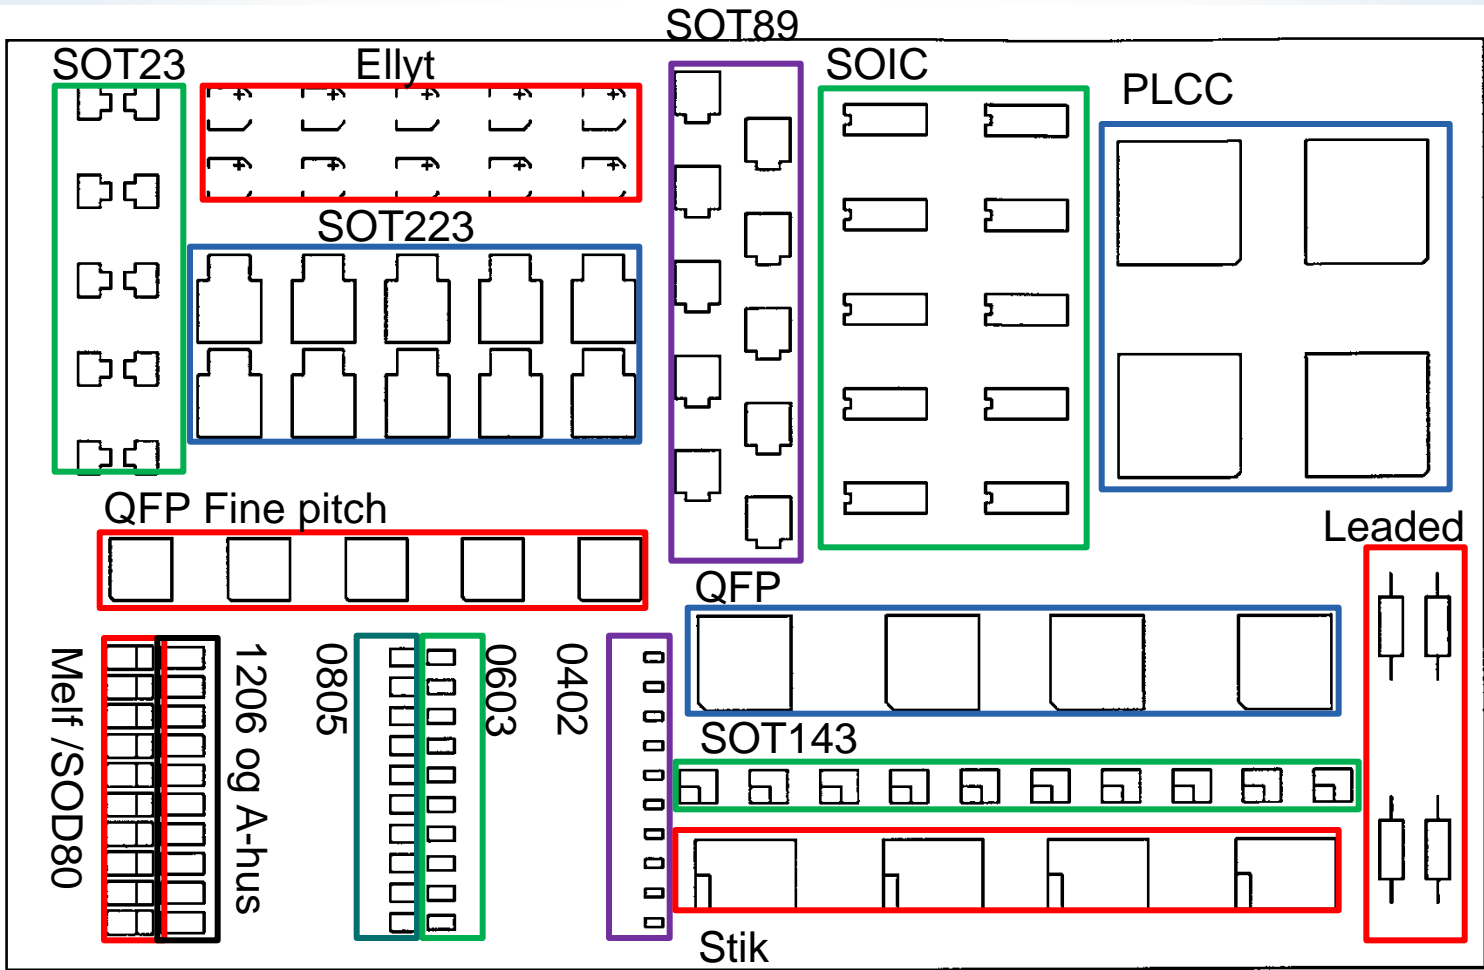 SOT89
SOT23
Ellyt
SOIC
PLCC
SOT223
QFP Fine pitch
Leaded
QFP
Melf /SOD80
1206 og A-hus
0805
0603
0402
SOT143
Stik